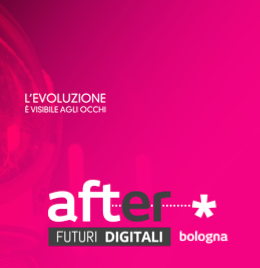 L'EVOLUZIONE
È VISIBILE AGLI OCCHI
after *
FUTURI DIGITALI bologna